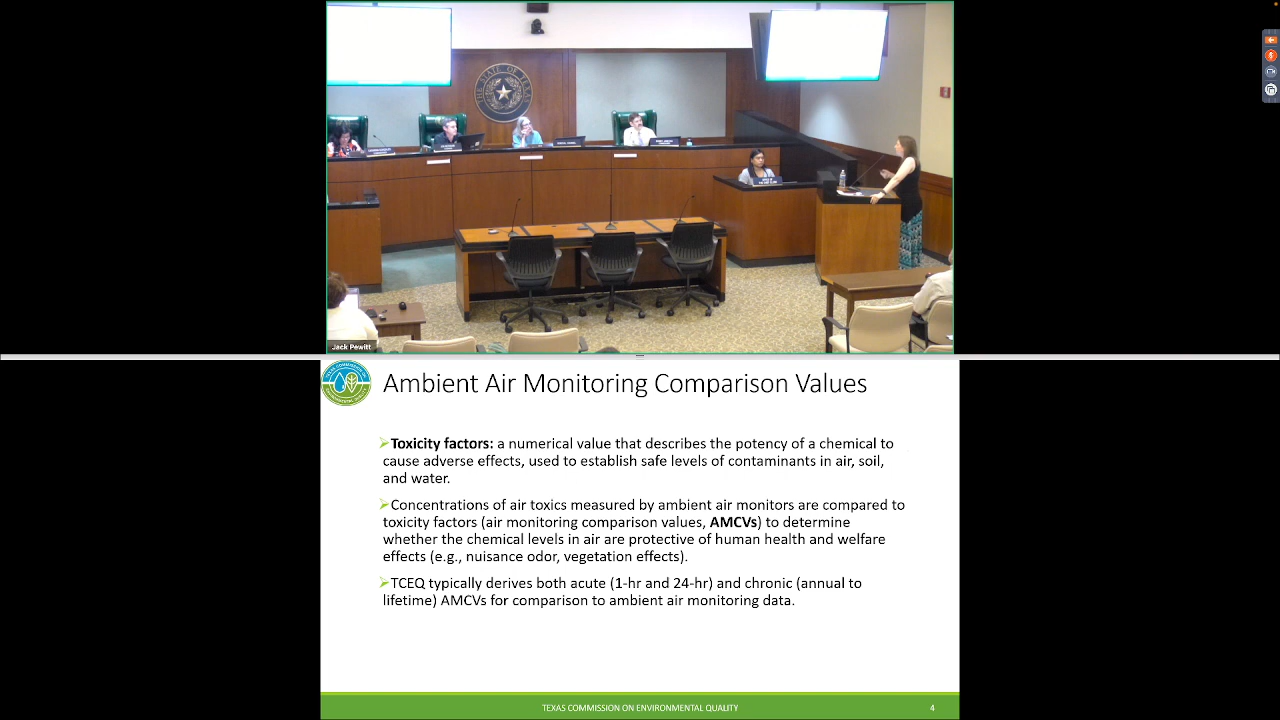 THE STATE OF TEXAS
Jack Pewitt
Ambient Air Monitoring Comparison Values
Toxicity factors: a numerical value that describes the potency of a chemical to
cause adverse effects, used to establish safe levels of contaminants in air, soil,
and water.
Concentrations of air toxics measured by ambient air monitors are compared to
toxicity factors (air monitoring comparison values, AMCVs) to determine
whether the chemical levels in air are protective of human health and welfare
effects (e.g., nuisance odor, vegetation effects).
TCEQ typically derives both acute (1-hr and 24-hr) and chronic (annual to
lifetime) AMCVs for comparison to ambient air monitoring data.
TEXAS COMMISSION ON ENVIRONMENTAL QUALITY
4